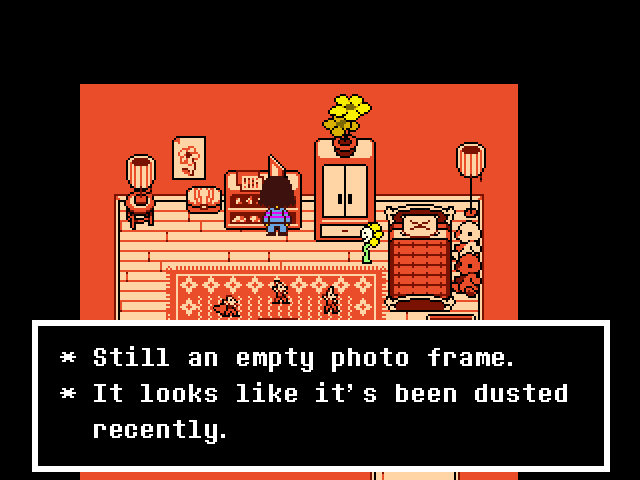 * Still an empty photo frame.
* It looks like it's been dusted
recently.